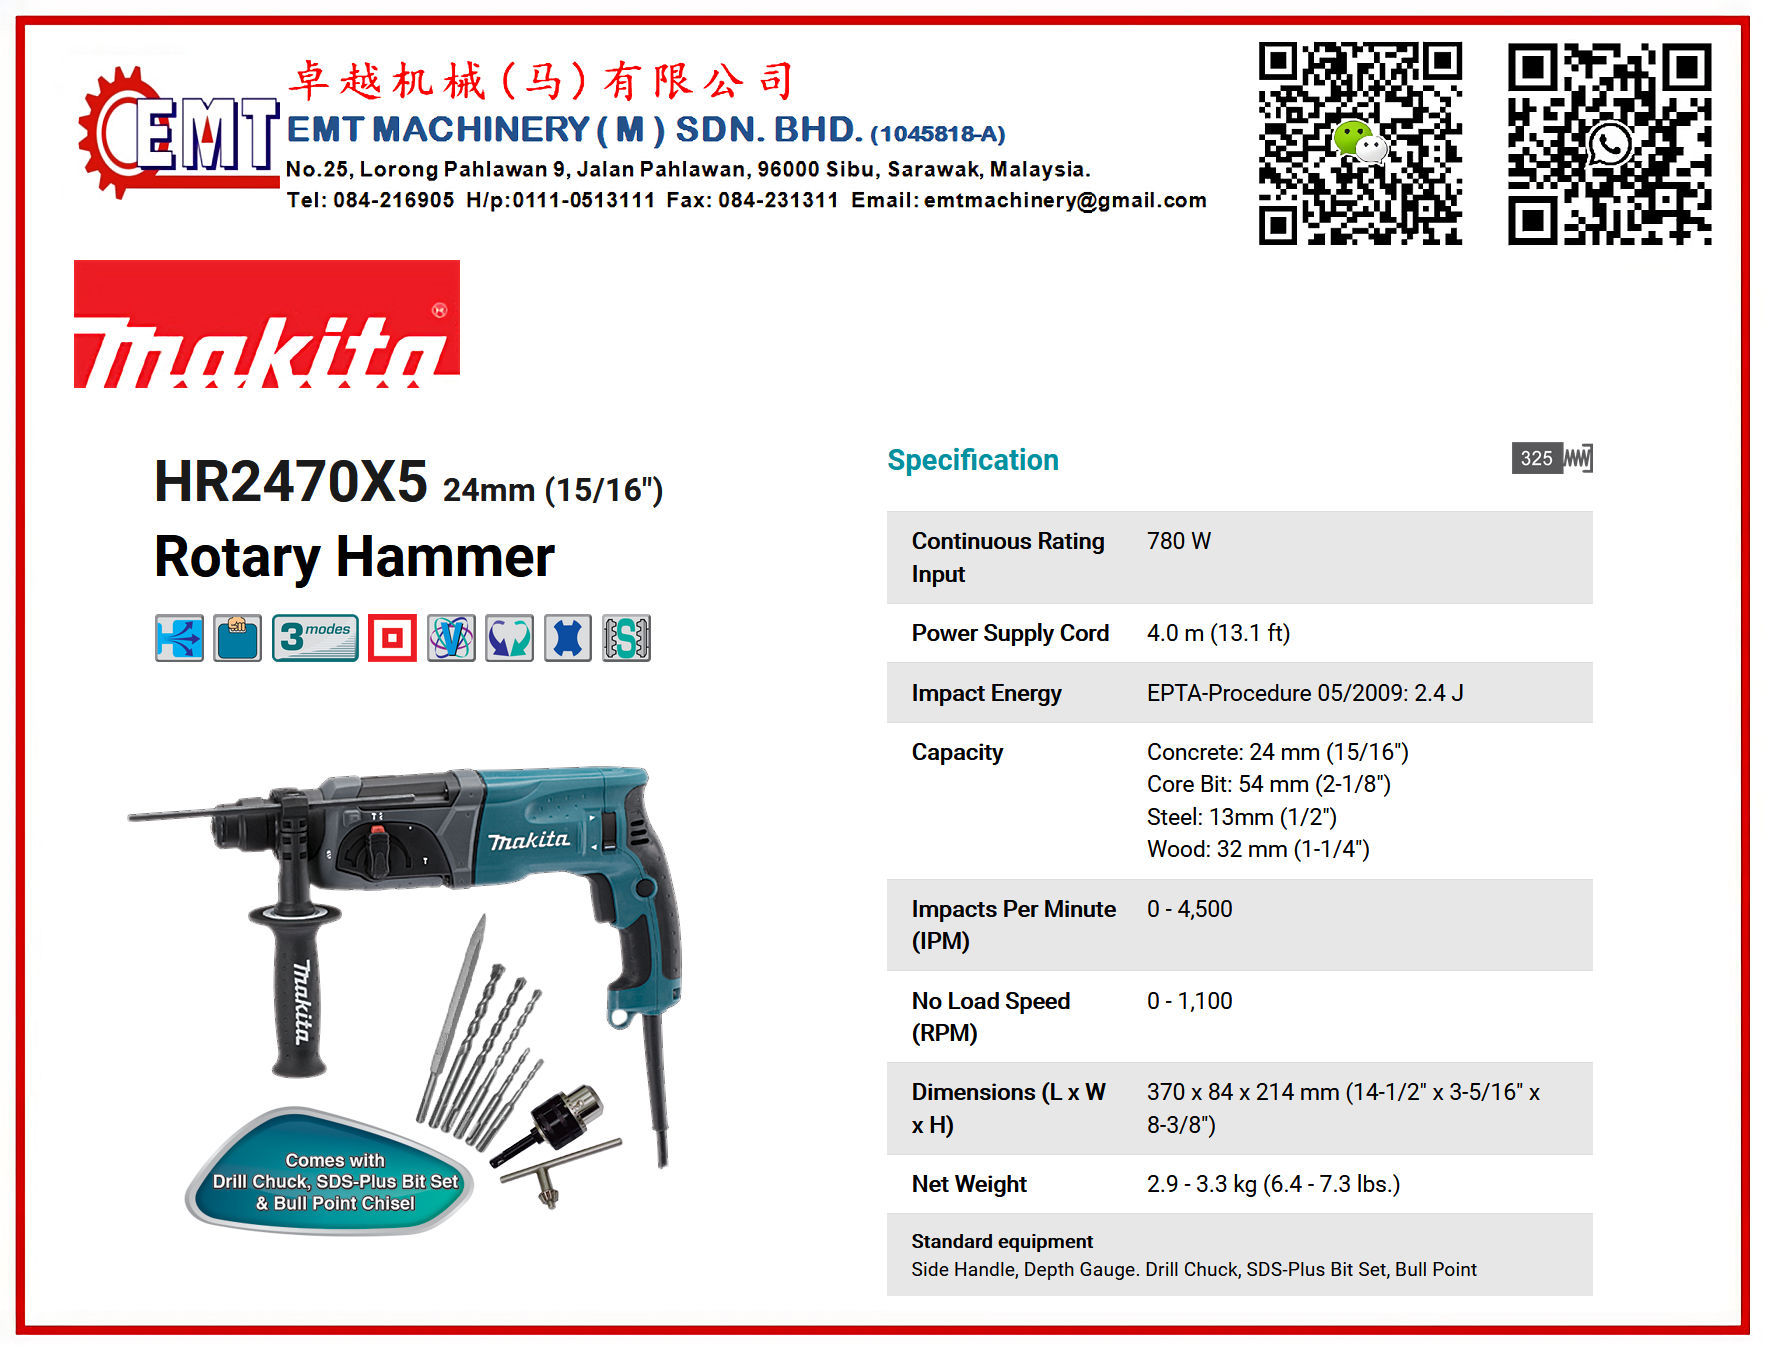 卓越机械(马)有限公司
EMT
EMT MACHINERY ( M ) SDN. BHD. (1045818-A)
No.25, Lorong Pahlawan 9, Jalan Pahlawan, 96000 Sibu, Sarawak, Malaysia.
Tel: 084-216905 H/p:0111-0513111 Fax: 084-231311 Email: emtmachinery@gmail.com
makita
HR2470X5 24mm (15/16")
Rotary Hammer
3 modes
V
S
makita
makita
Comes with
Drill Chuck, SDS-Plus Bit Set
& Bull Point Chisel
Specification
325
Continuous Rating Input 780 W
Power Supply Cord 4.0 m (13.1 ft)
Impact Energy EPTA-Procedure 05/2009: 2.4 J
Capacity Concrete: 24 mm (15/16")
Core Bit: 54 mm (2-1/8")
Steel: 13mm (1/2")
Wood: 32 mm (1-1/4")
Impacts Per Minute (IPM) 0 - 4,500
No Load Speed (RPM) 0 - 1,100
Dimensions (L x W x H) 370 x 84 x 214 mm (14-1/2" x 3-5/16" x 8-3/8")
Net Weight 2.9 - 3.3 kg (6.4 - 7.3 lbs.)
Standard equipment
Side Handle, Depth Gauge. Drill Chuck, SDS-Plus Bit Set, Bull Point